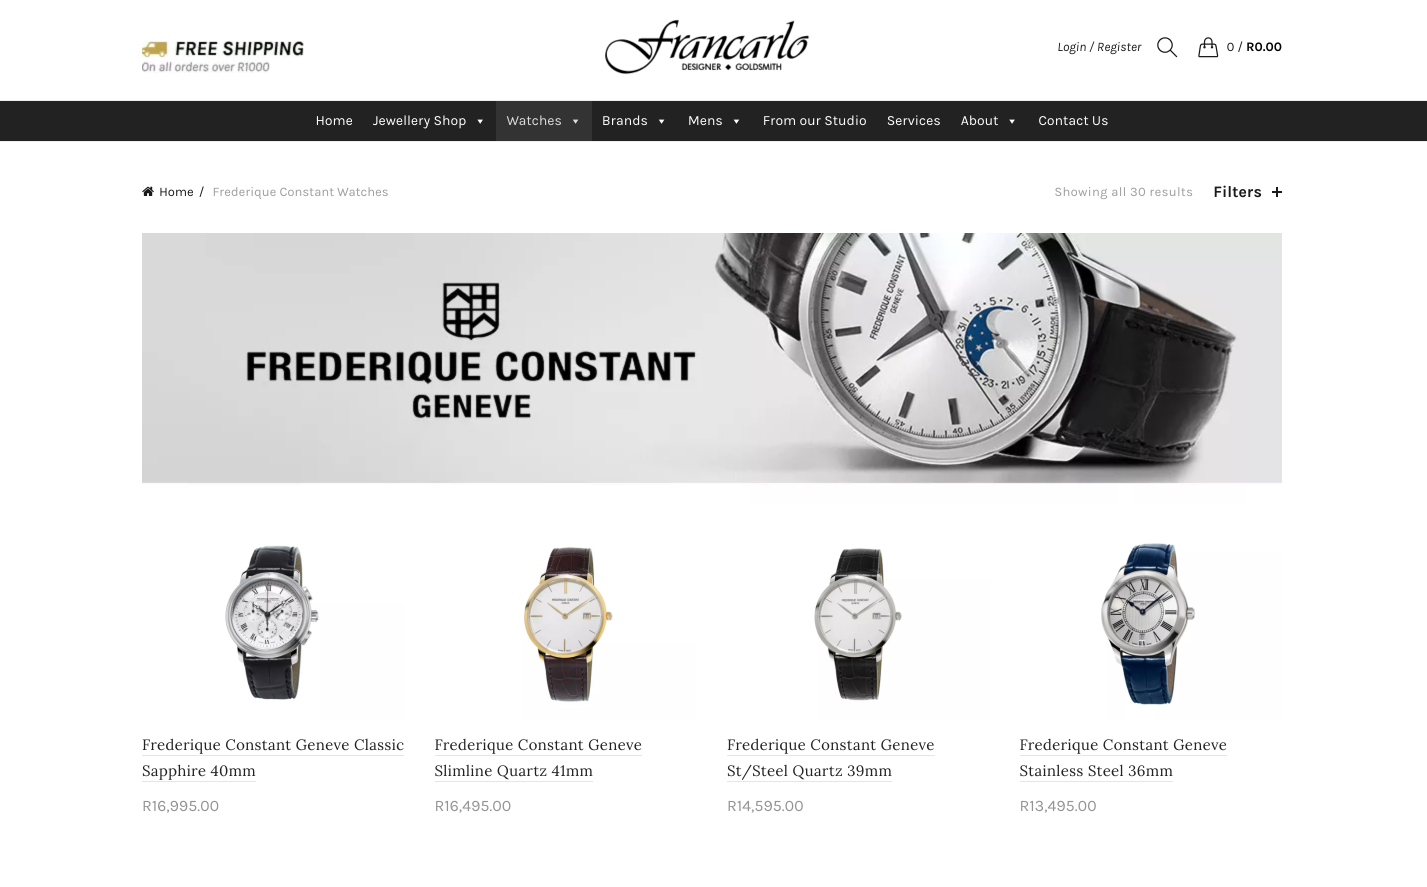 FREE SHIPPING
On all orders over R1000
Francarlo
DESIGNER ◆ GOLDSMITH
Login / Register
0 / R0.00
Home
Jewellery Shop
Watches
Brands
Mens
From our Studio
Services
About
Contact Us
Home / Frederique Constant Watches
Showing all 30 results
Filters +
FREDERIQUE CONSTANT
GENEVE
FREDERIQUE CONSTANT
GENEVE
Frederique Constant Geneve Classic
Sapphire 40mm
R16,995.00
Frederique Constant Geneve
Slimline Quartz 41mm
R16,495.00
Frederique Constant Geneve
St/Steel Quartz 39mm
R14,595.00
Frederique Constant Geneve
Stainless Steel 36mm
R13,495.00